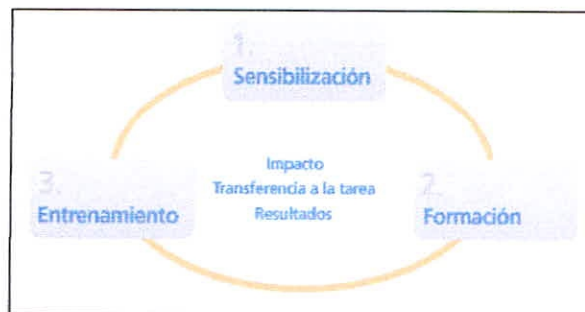 1.
Sensibilización
Impacto
Transferencia a la tarea
Resultados
3.
Entrenamiento
2.
Formación